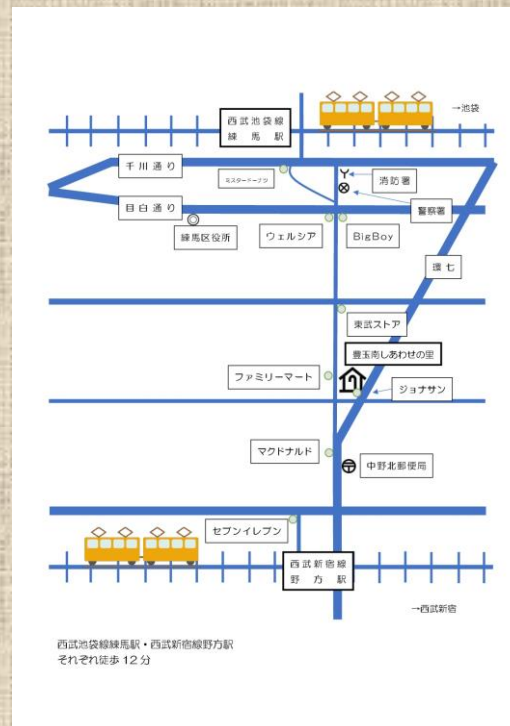 →池袋
西武池袋線
練馬駅
千川通り
ミスタードーナツ
消防署
目白通り
警察署
練馬区役所
ウェルシア
BigBoy
環七
東武ストア
豊玉南しあわせの里
ファミリーマート
ジョナサン
マクドナルド
中野北郵便局
セブンイレブン
西武新宿線
野方駅
→西武新宿
西武池袋線練馬駅・西武新宿線野方駅
それぞれ徒歩12分